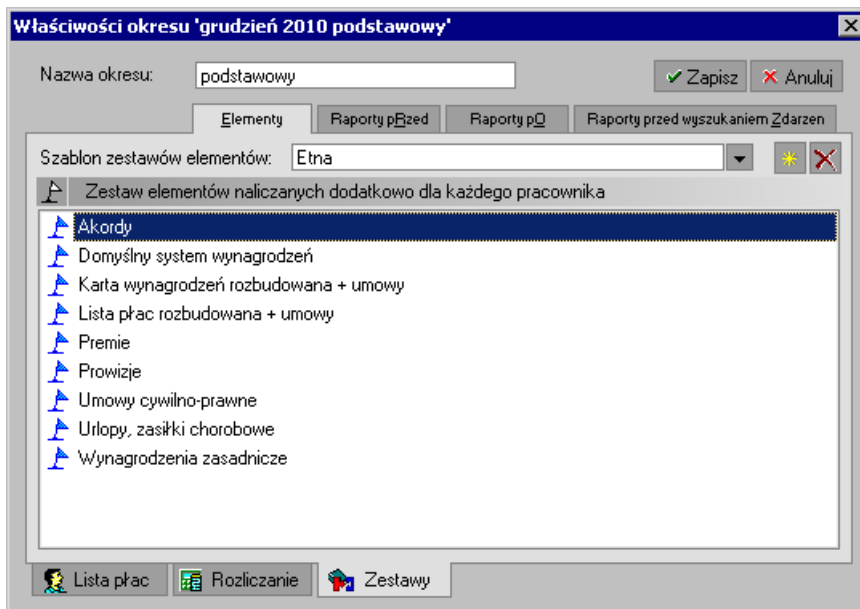 Właściwości okresu 'grudzień 2010 podstawowy'
Nazwa okresu: podstawowy Zapisz Anuluj
Elementy Raporty pRzed Raporty pO Raporty przed wyszukaniem Zdarzen
Szablon zestawów elementów: Etna
Zestaw elementów naliczanych dodatkowo dla każdego pracownika
Akordy
Domyślny system wynagrodzeń
Karta wynagrodzeń rozbudowana + umowy
Lista płac rozbudowana + umowy
Premie
Prowizje
Umowy cywilno-prawne
Urlopy, zasiłki chorobowe
Wynagrodzenia zasadnicze
Lista płac Rozliczanie Zestawy